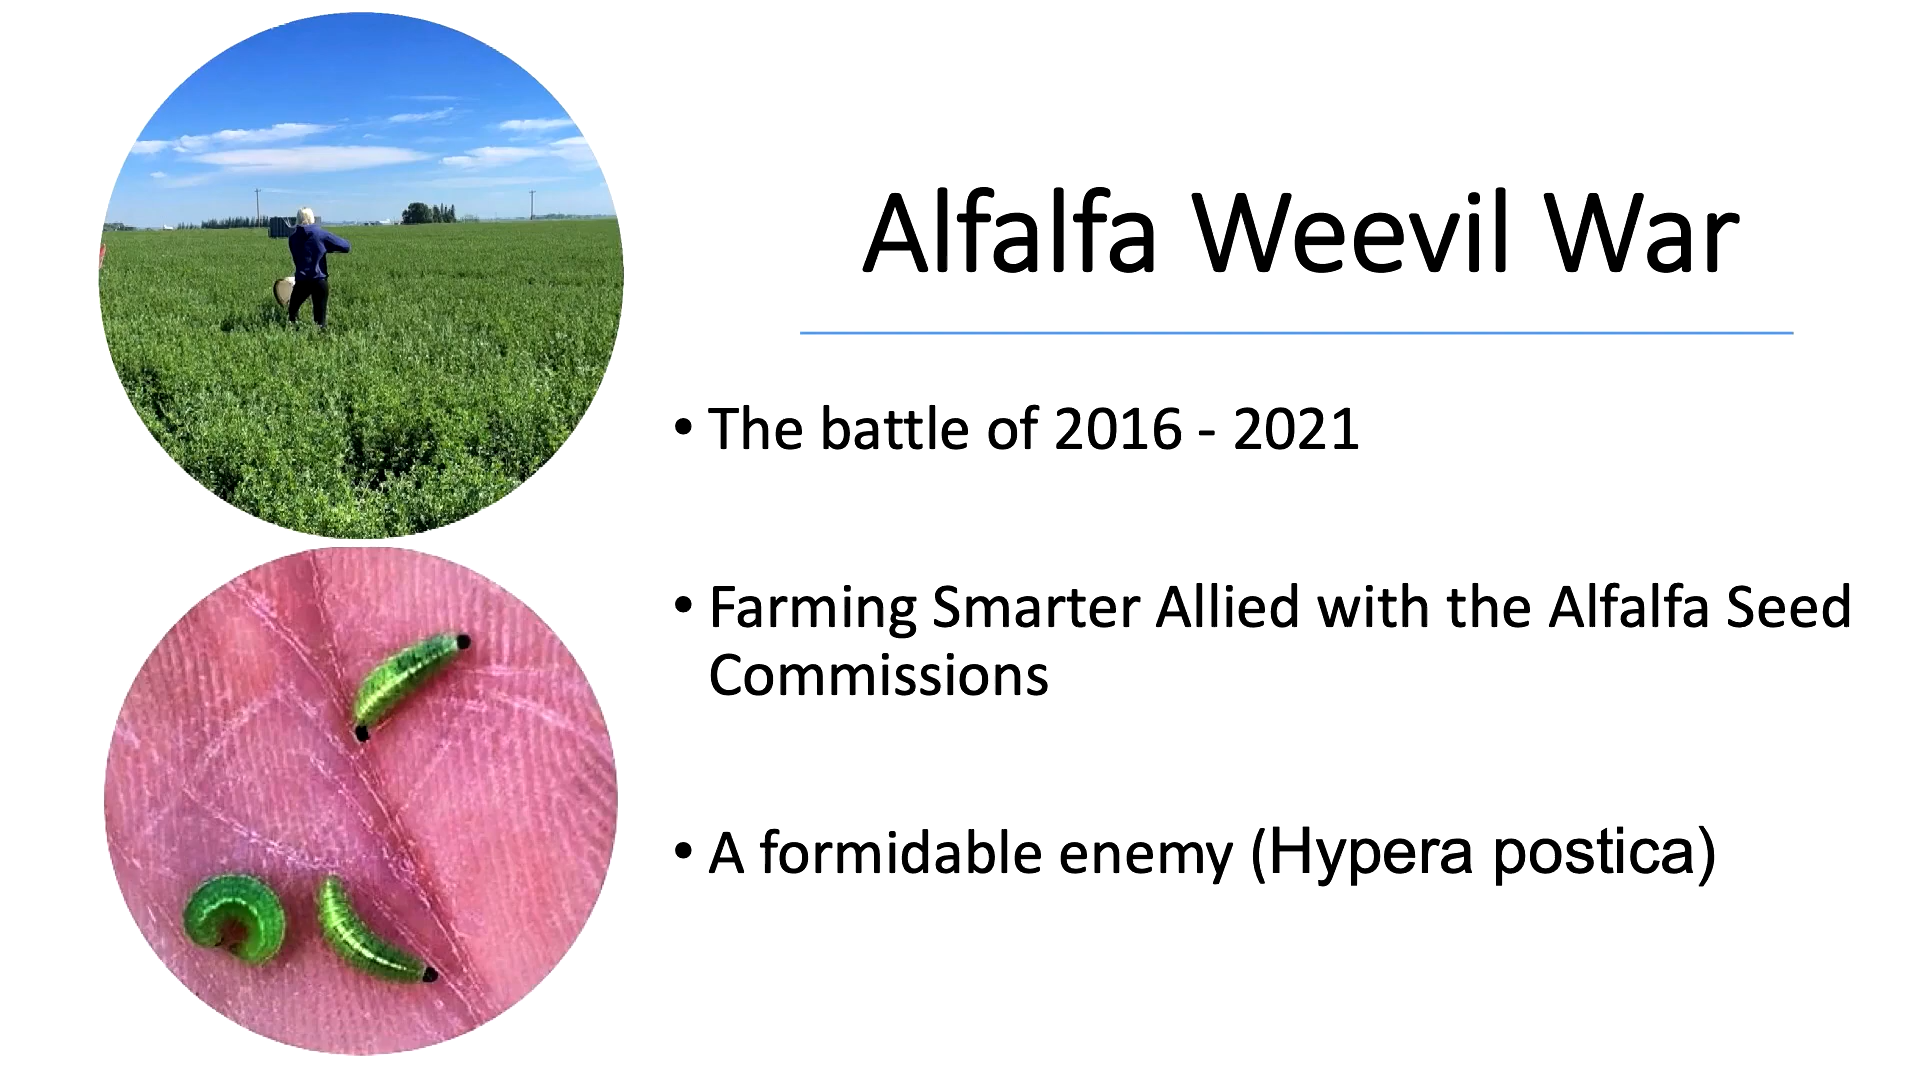 Alfalfa Weevil War
• The battle of 2016 - 2021
• Farming Smarter Allied with the Alfalfa Seed
Commissions
• A formidable enemy (Hypera postica)